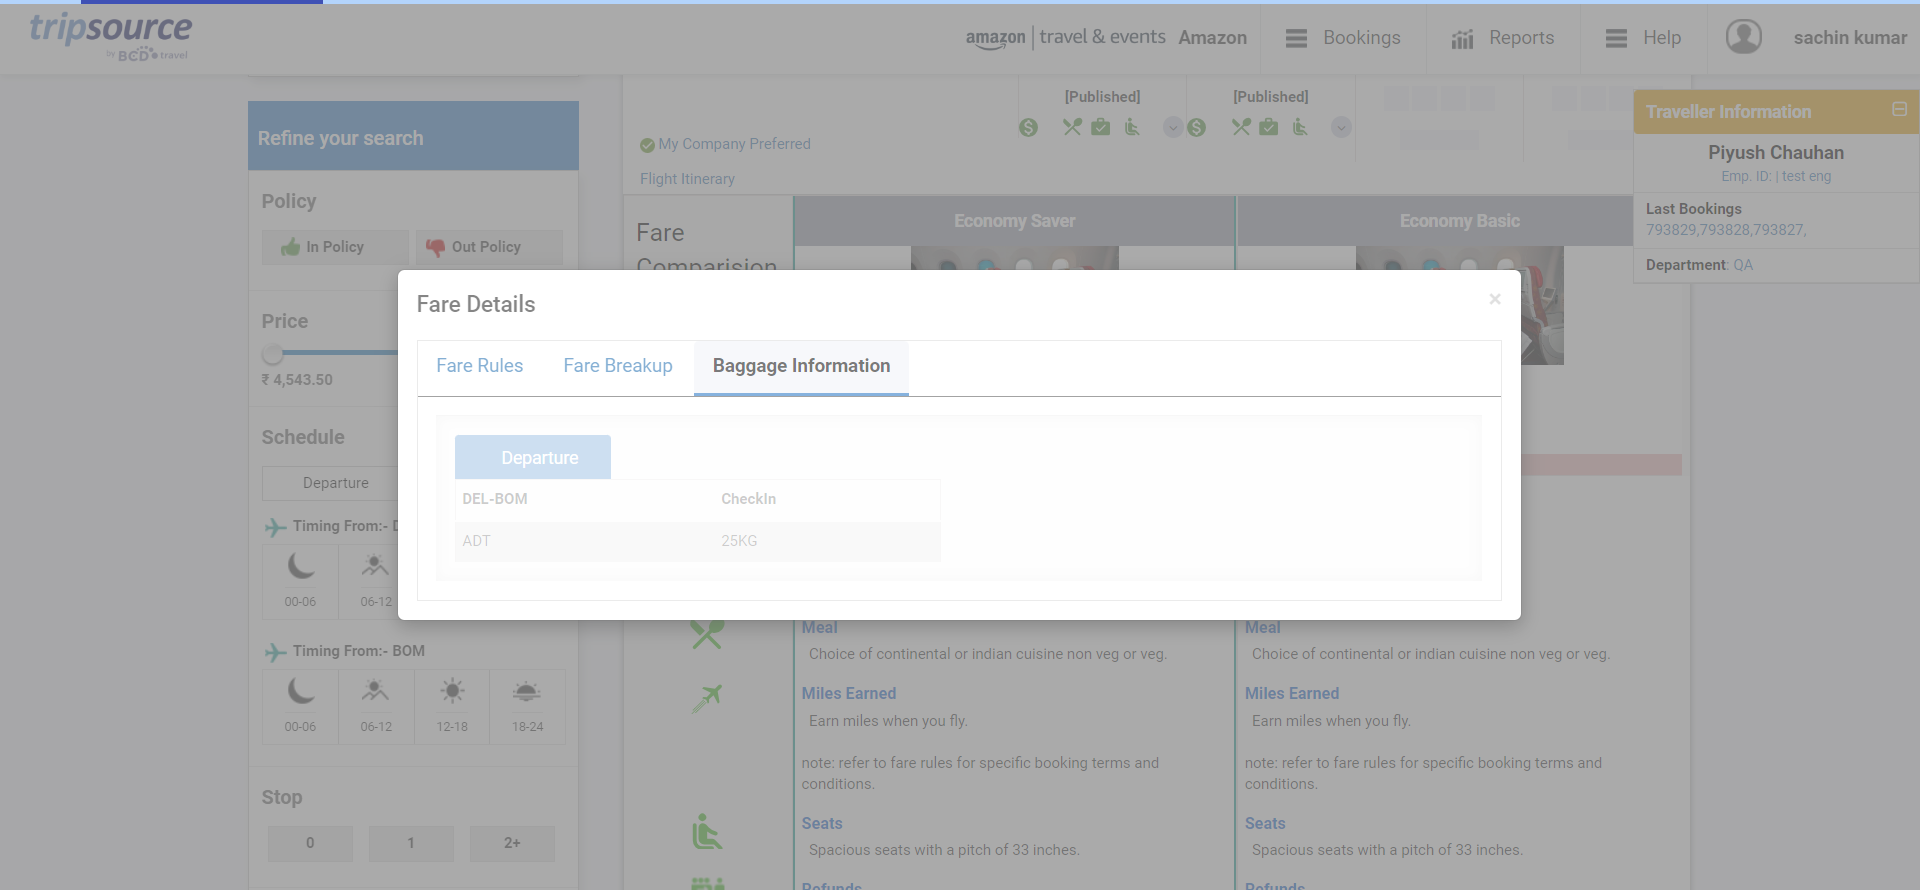 tripsource
by BCD travel
amazon | travel & events Amazon
Bookings
Reports
Help
sachin kumar
Refine your search
Policy
In Policy
Out Policy
Price
₹ 4,543.50
Schedule
Departure
Timing From:-
00-06
06-12
Timing From:- BOM
00-06
06-12
12-18
18-24
Stop
0
1
2+
[Published]
[Published]
My Company Preferred
Flight Itinerary
Fare
Comparision
Economy Saver
Economy Basic
Traveller Information
Piyush Chauhan
Emp. ID: | test eng
Last Bookings
793829,793828,793827,
Department: QA
Fare Details
×
Fare Rules
Fare Breakup
Baggage Information
Departure
DEL-BOM CheckIn
ADT 25KG
Meal
Choice of continental or indian cuisine non veg or veg.
Miles Earned
Earn miles when you fly.
note: refer to fare rules for specific booking terms and
conditions.
Seats
Spacious seats with a pitch of 33 inches.
Refunds
Meal
Choice of continental or indian cuisine non veg or veg.
Miles Earned
Earn miles when you fly.
note: refer to fare rules for specific booking terms and
conditions.
Seats
Spacious seats with a pitch of 33 inches.
Refunds